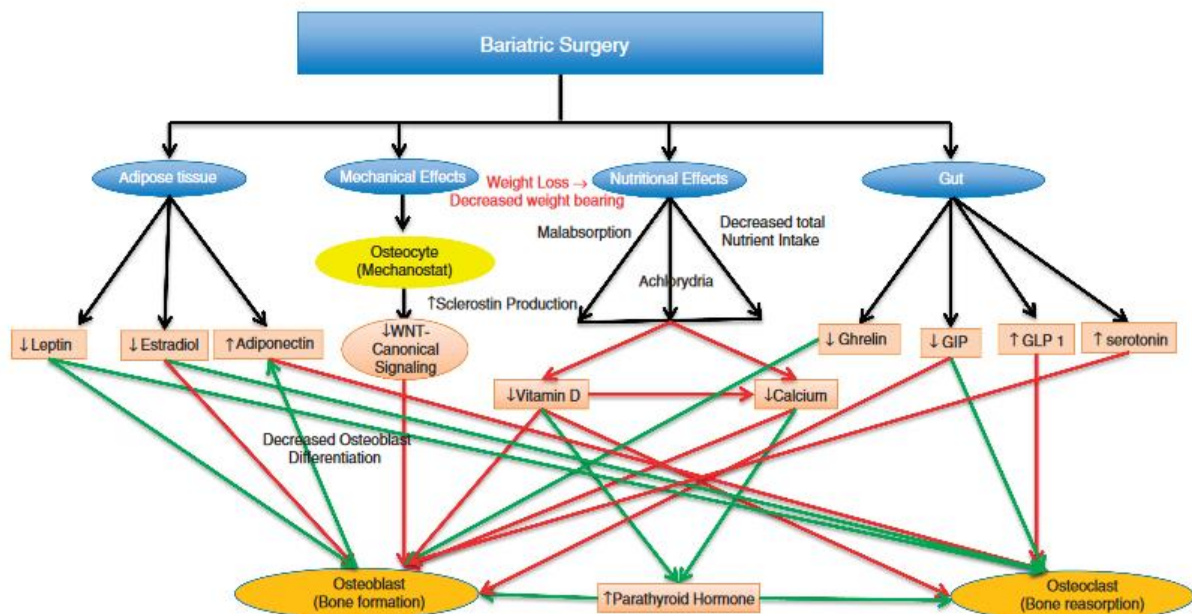 Bariatric Surgery
Adipose tissue
Mechanical Effects
Weight Loss →
Decreased weight bearing
Nutritional Effects
Gut
Malabsorption
Decreased total
Nutrient Intake
Osteocyte
(Mechanostat)
Achlorydria
↑Sclerostin Production
↓Leptin
↓Estradiol
↑Adiponectin
↓WNT-
Canonical
Signaling
↓Ghrelin
↓GIP
↑GLP 1
↑serotonin
↓Vitamin D
↓Calcium
Decreased Osteoblast
Differentiation
Osteoblast
(Bone formation)
↑Parathyroid Hormone
Osteoclast
(Bone reasorption)